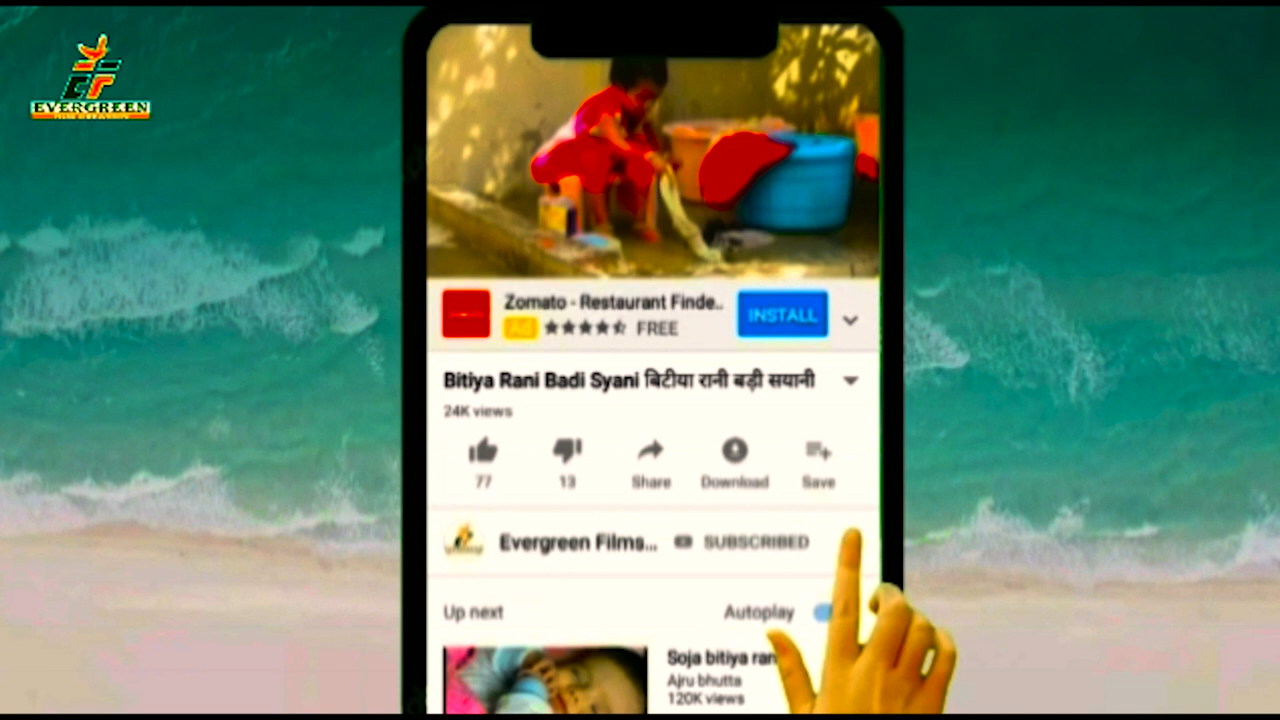 EVERGREEN
Zomato - Restaurant Finde..
Ad FREE
INSTALL
Bitiya Rani Badi Syani बिटीया रानी बड़ी सयानी
24K views
77
13
Share
Download
Save
Evergreen Films...
SUBSCRIBED
Up next
Autoplay
Soja bitiya ran
Ajru bhutta
120K views